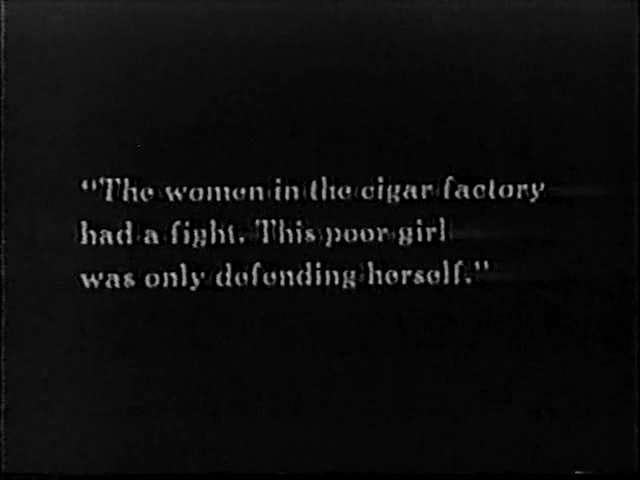 "The women in the cigar factory
had a fight. This poor girl
was only defending herself."